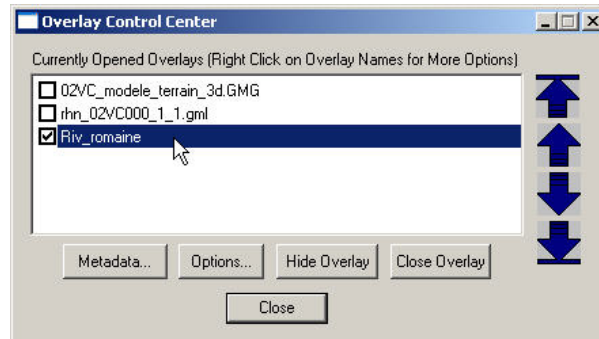 Overlay Control Center
Currently Opened Overlays (Right Click on Overlay Names for More Options)
02VC_modele_terrain_3d.GMG
rhn_02VC000_1_1.gml
Riv_romaine
Metadata... Options... Hide Overlay Close Overlay
Close